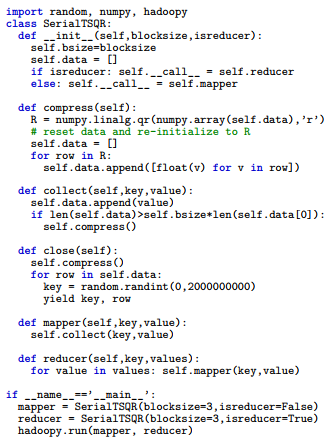 import random, numpy, hadoopy
class SerialTSQR:
  def __init__(self,blocksize,isreducer):
    self.bsize=blocksize
    self.data = []
    if isreducer: self.__call__ = self.reducer
    else: self.__call__ = self.mapper

  def compress(self):
    R = numpy.linalg.qr(numpy.array(self.data),'r')
    # reset data and re-initialize to R
    self.data = []
    for row in R:
      self.data.append([float(v) for v in row])

  def collect(self,key,value):
    self.data.append(value)
    if len(self.data)>self.bsize*len(self.data[0]):
      self.compress()

  def close(self):
    self.compress()
    for row in self.data:
      key = random.randint(0,2000000000)
      yield key, row

  def mapper(self,key,value):
    self.collect(key,value)

  def reducer(self,key,values):
    for value in values: self.mapper(key,value)

if __name__=='__main__':
  mapper = SerialTSQR(blocksize=3,isreducer=False)
  reducer = SerialTSQR(blocksize=3,isreducer=True)
  hadoopy.run(mapper, reducer)